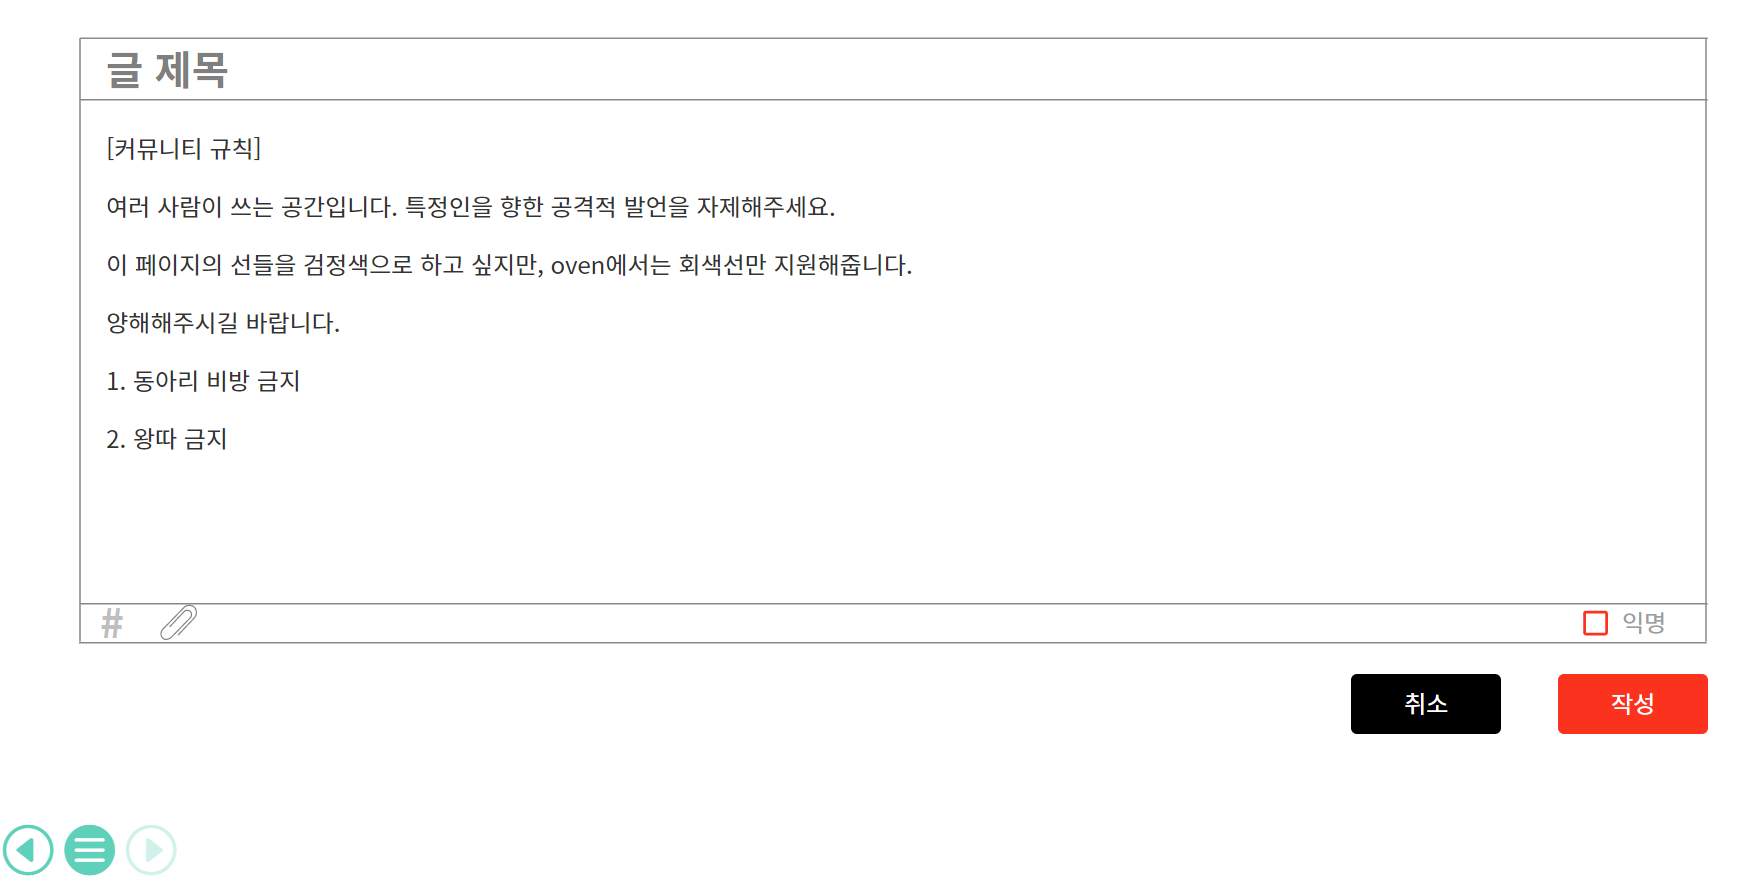 글 제목
[커뮤니티 규칙]
여러 사람이 쓰는 공간입니다. 특정인을 향한 공격적 발언을 자제해주세요.
이 페이지의 선들을 검정색으로 하고 싶지만, oven에서는 회색선만 지원해줍니다.
양해해주시길 바랍니다.
1. 동아리 비방 금지
2. 왕따 금지
# 익명
취소 작성